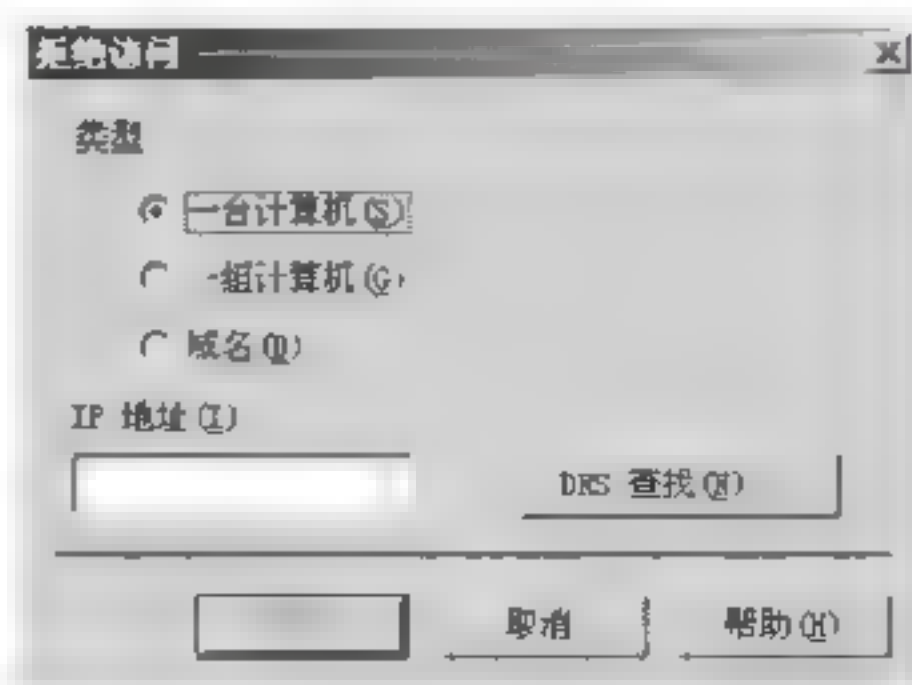 拒绝访问
类型
一台计算机(S)
一组计算机(G)
域名(D)
IP 地址(I)
DNS 查找(N)
取消
帮助(H)